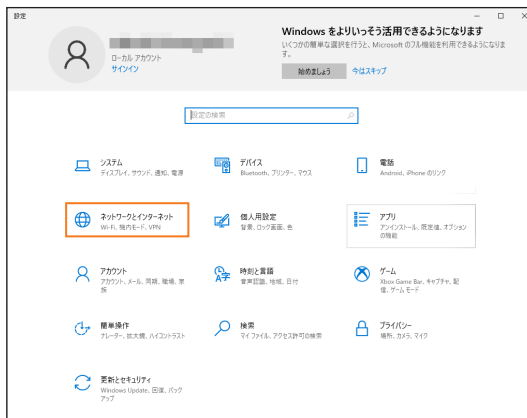 設定
Windows をよりいっそう活用できるようになります
いくつかの簡単な選択を行うと、Microsoft のフル機能を利用できるようになりま
す。
ローカル アカウント
サインイン
始めましょう
今はスキップ
設定の検索
システム
ディスプレイ、サウンド、通知、電源
デバイス
Bluetooth、プリンター、マウス
電話
Android、iPhone のリンク
ネットワークとインターネット
Wi-Fi、機内モード、VPN
個人用設定
背景、ロック画面、色
アプリ
アンインストール、既定値、オプション
の機能
アカウント
アカウント、メール、同期、職場、家
族
時刻と言語
音声認識、地域、日付
ゲーム
Xbox Game Bar、キャプチャ、配
信、ゲーム モード
簡単操作
ナレーター、拡大鏡、ハイコントラスト
検索
マイ ファイル、アクセス許可の検索
プライバシー
場所、カメラ、マイク
更新とセキュリティ
Windows Update、回復、バック
アップ